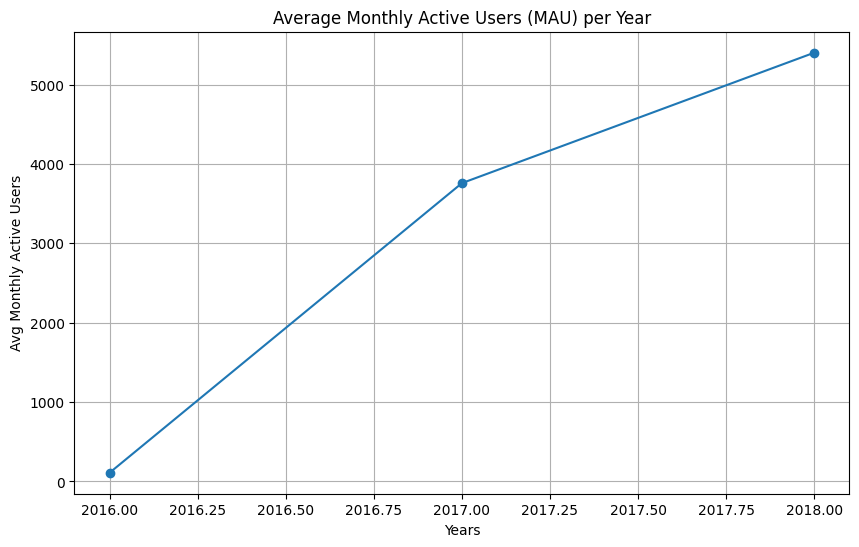 Average Monthly Active Users (MAU) per Year
Avg Monthly Active Users
5000
4000
3000
2000
1000
0
2016.00 2016.25 2016.50 2016.75 2017.00 2017.25 2017.50 2017.75 2018.00
Years